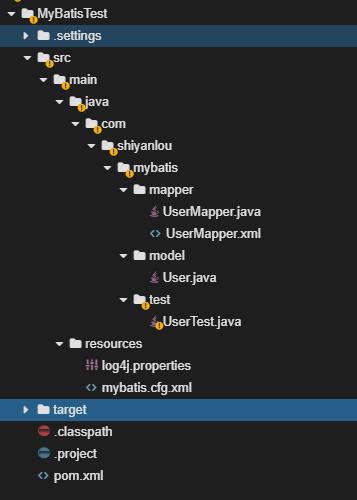 MyBatisTest
.settings
src
main
java
com
shiyanlou
mybatis
mapper
UserMapper.java
UserMapper.xml
model
User.java
test
UserTest.java
resources
log4j.properties
mybatis.cfg.xml
target
.classpath
.project
pom.xml